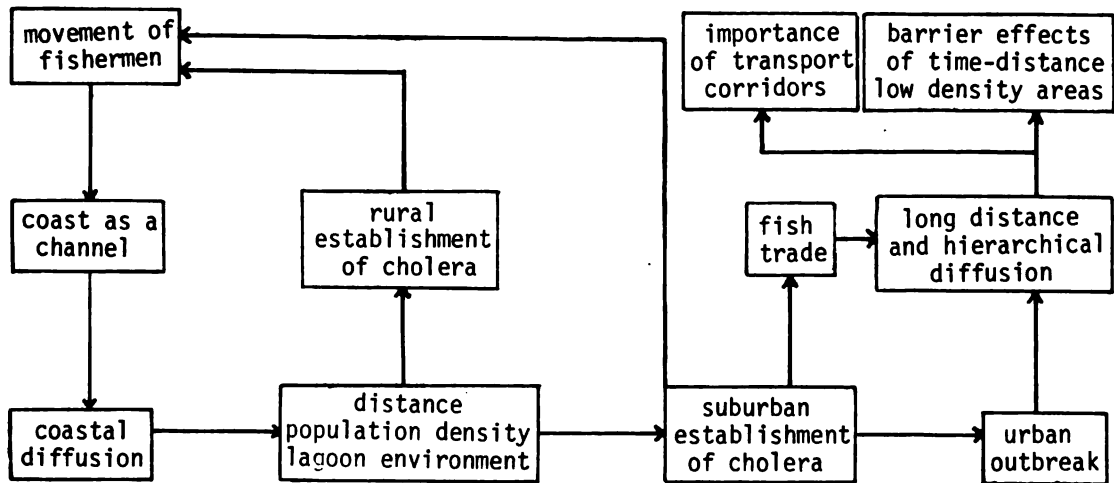 movement of
fishermen
importance
of transport
corridors
barrier effects
of time-distance
low density areas
coast as a
channel
rural
establishment
of cholera
fish
trade
long distance
and hierarchical
diffusion
coastal
diffusion
distance
population density
lagoon environment
suburban
establishment
of cholera
urban
outbreak